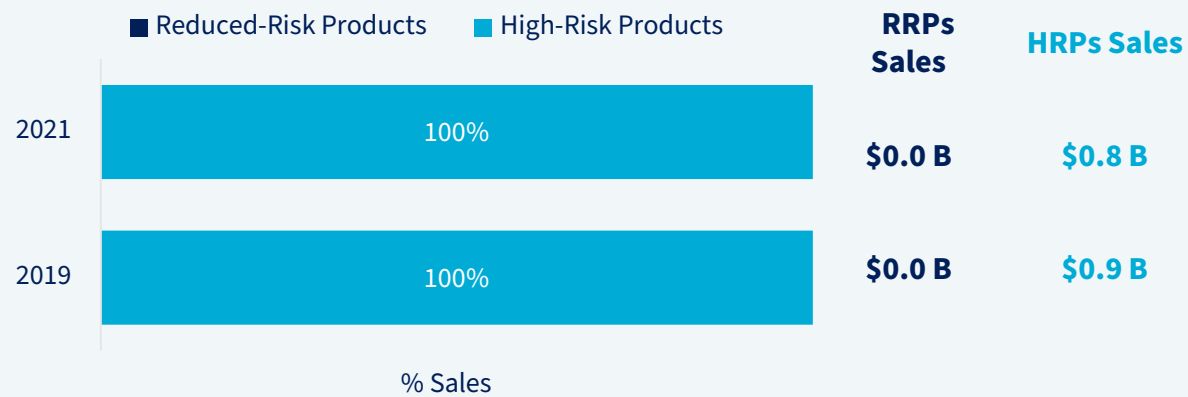 Reduced-Risk Products
High-Risk Products
RRPs
Sales
HRPs Sales
2021
100%
$0.0 B
$0.8 B
2019
100%
$0.0 B
$0.9 B
% Sales